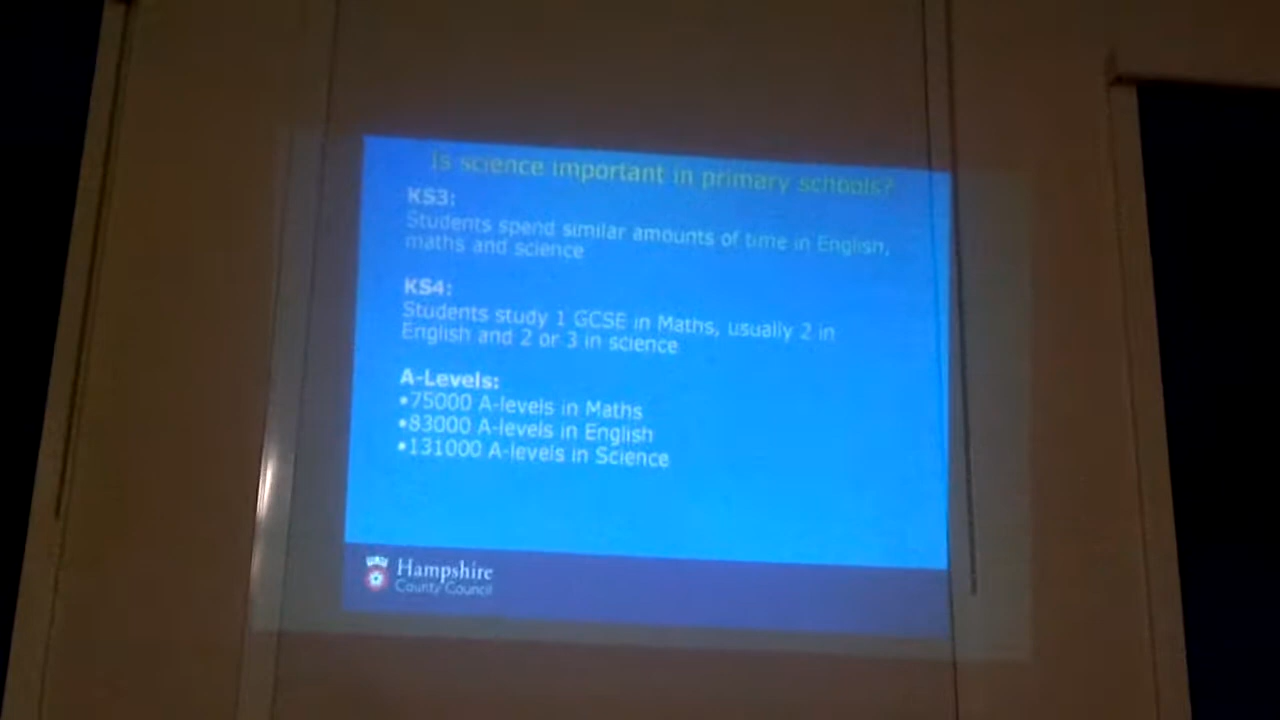 Is science important in primary schools?
KS3:
Students spend similar amounts of time in English,
maths and science
KS4:
Students study 1 GCSE in Maths, usually 2 in
English and 2 or 3 in science
A-Levels:
•75000 A-levels in Maths
•83000 A-levels in English
•131000 A-levels in Science
Hampshire
County Council